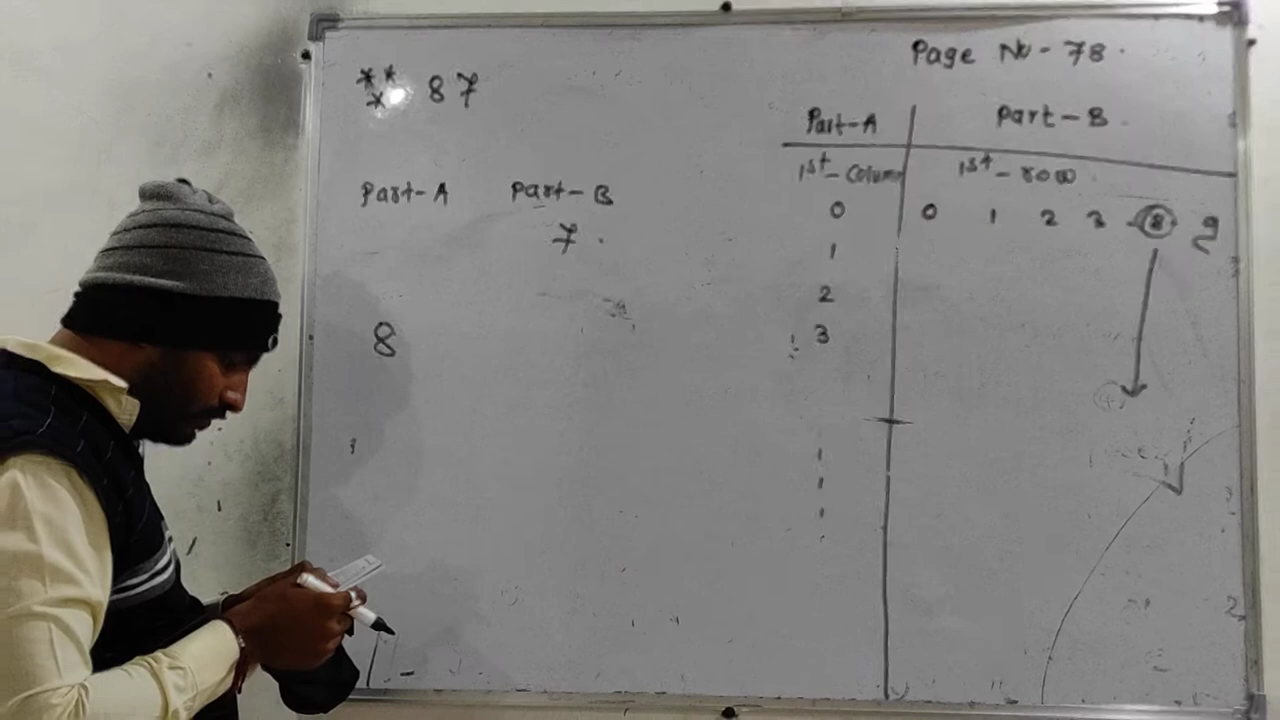 ** 87
*
Part-A Part-B
7.
8
Page No-78.
Part-A Part-B
1st-Column 1st-row
0 0 1 2 3 8 9
1
2
3